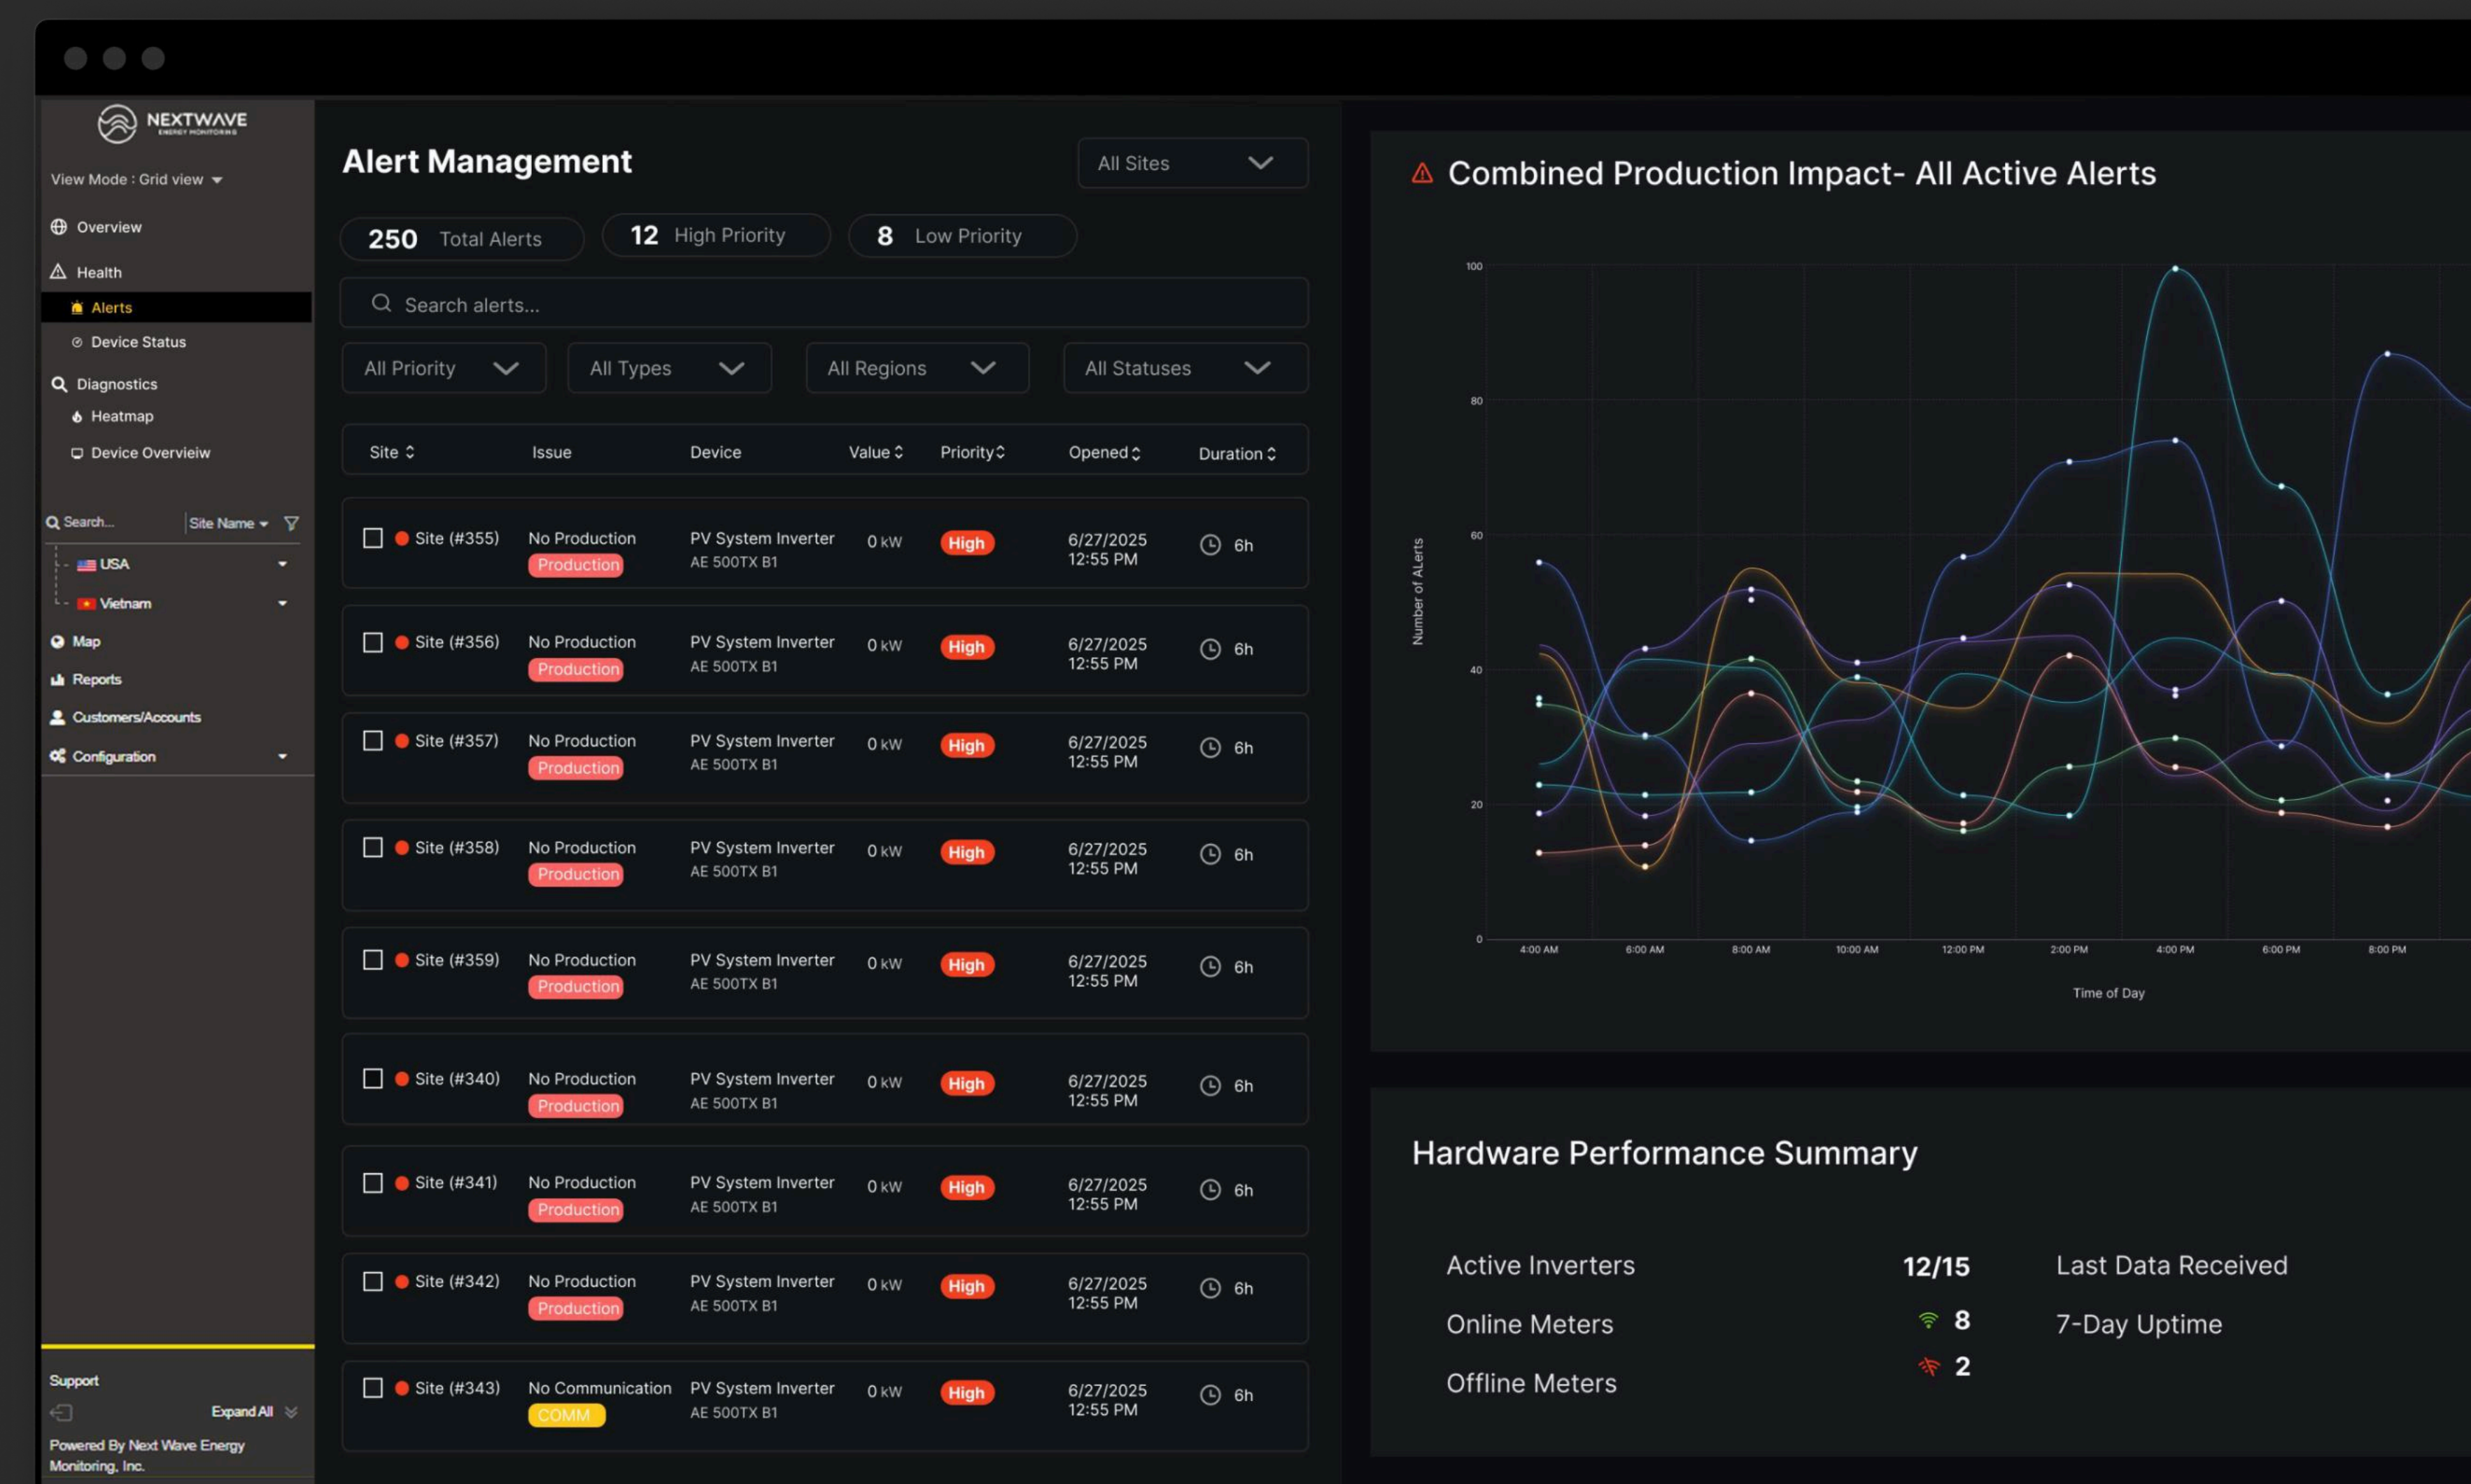 NEXTWAVE
ENERGY MONITORING
View Mode : Grid view
Overview
Health
Alerts
Device Status
Diagnostics
Heatmap
Device Overvieiw
Search...
Site Name
USA
Vietnam
Map
Reports
Customers/Accounts
Configuration
Support
Expand All
Powered By Next Wave Energy
Monitoring, Inc.
Alert Management
All Sites
250 Total Alerts
12 High Priority
8 Low Priority
Search alerts...
All Priority
All Types
All Regions
All Statuses
Site Issue Device Value Priority Opened Duration
Site (#355) No Production PV System Inverter 0 kW High 6/27/2025 6h
Production AE 500TX B1 12:55 PM
Site (#356) No Production PV System Inverter 0 kW High 6/27/2025 6h
Production AE 500TX B1 12:55 PM
Site (#357) No Production PV System Inverter 0 kW High 6/27/2025 6h
Production AE 500TX B1 12:55 PM
Site (#358) No Production PV System Inverter 0 kW High 6/27/2025 6h
Production AE 500TX B1 12:55 PM
Site (#359) No Production PV System Inverter 0 kW High 6/27/2025 6h
Production AE 500TX B1 12:55 PM
Site (#340) No Production PV System Inverter 0 kW High 6/27/2025 6h
Production AE 500TX B1 12:55 PM
Site (#341) No Production PV System Inverter 0 kW High 6/27/2025 6h
Production AE 500TX B1 12:55 PM
Site (#342) No Production PV System Inverter 0 kW High 6/27/2025 6h
Production AE 500TX B1 12:55 PM
Site (#343) No Communication PV System Inverter 0 kW High 6/27/2025 6h
COMM AE 500TX B1 12:55 PM
Combined Production Impact- All Active Alerts
Number of ALerts
100
80
60
40
20
0
4:00 AM 6:00 AM 8:00 AM 10:00 AM 12:00 PM 2:00 PM 4:00 PM 6:00 PM 8:00 PM
Time of Day
Hardware Performance Summary
Active Inverters 12/15
Online Meters 8
Offline Meters 2
Last Data Received
7-Day Uptime